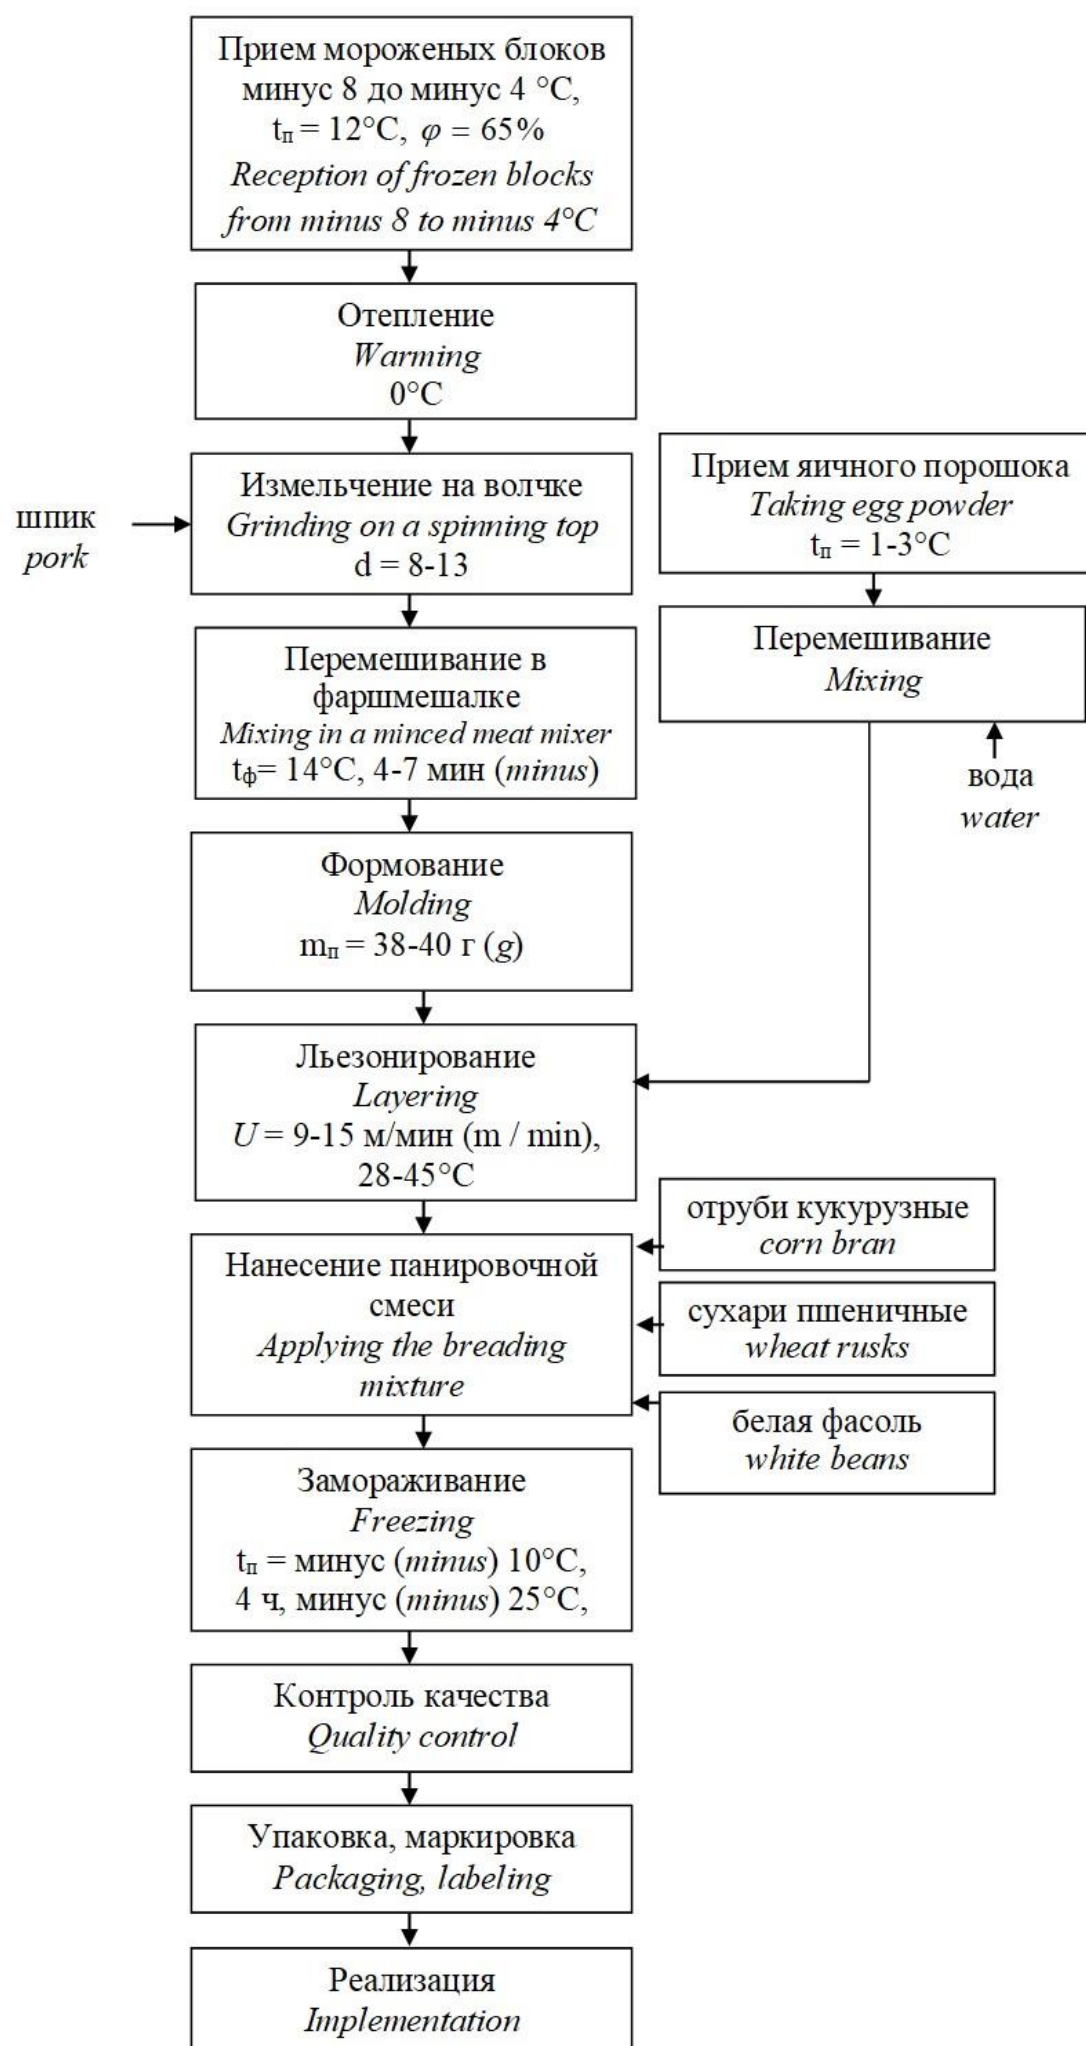 Прием мороженых блоков
минус 8 до минус 4 °С,
tп = 12°С, φ = 65%
Reception of frozen blocks
from minus 8 to minus 4°C
Отепление
Warming
0°С
шпик
pork
Измельчение на волчке
Grinding on a spinning top
d = 8-13
Прием яичного порошока
Taking egg powder
tп = 1-3°С
Перемешивание в
фаршмешалке
Mixing in a minced meat mixer
tф= 14°С, 4-7 мин (minus)
Перемешивание
Mixing
вода
water
Формование
Molding
mп = 38-40 г (g)
Льезонирование
Layering
U = 9-15 м/мин (m / min),
28-45°С
Нанесение панировочной
смеси
Applying the breading
mixture
отруби кукурузные
corn bran
сухари пшеничные
wheat rusks
белая фасоль
white beans
Замораживание
Freezing
tп = минус (minus) 10°С,
4 ч, минус (minus) 25°С,
Контроль качества
Quality control
Упаковка, маркировка
Packaging, labeling
Реализация
Implementation